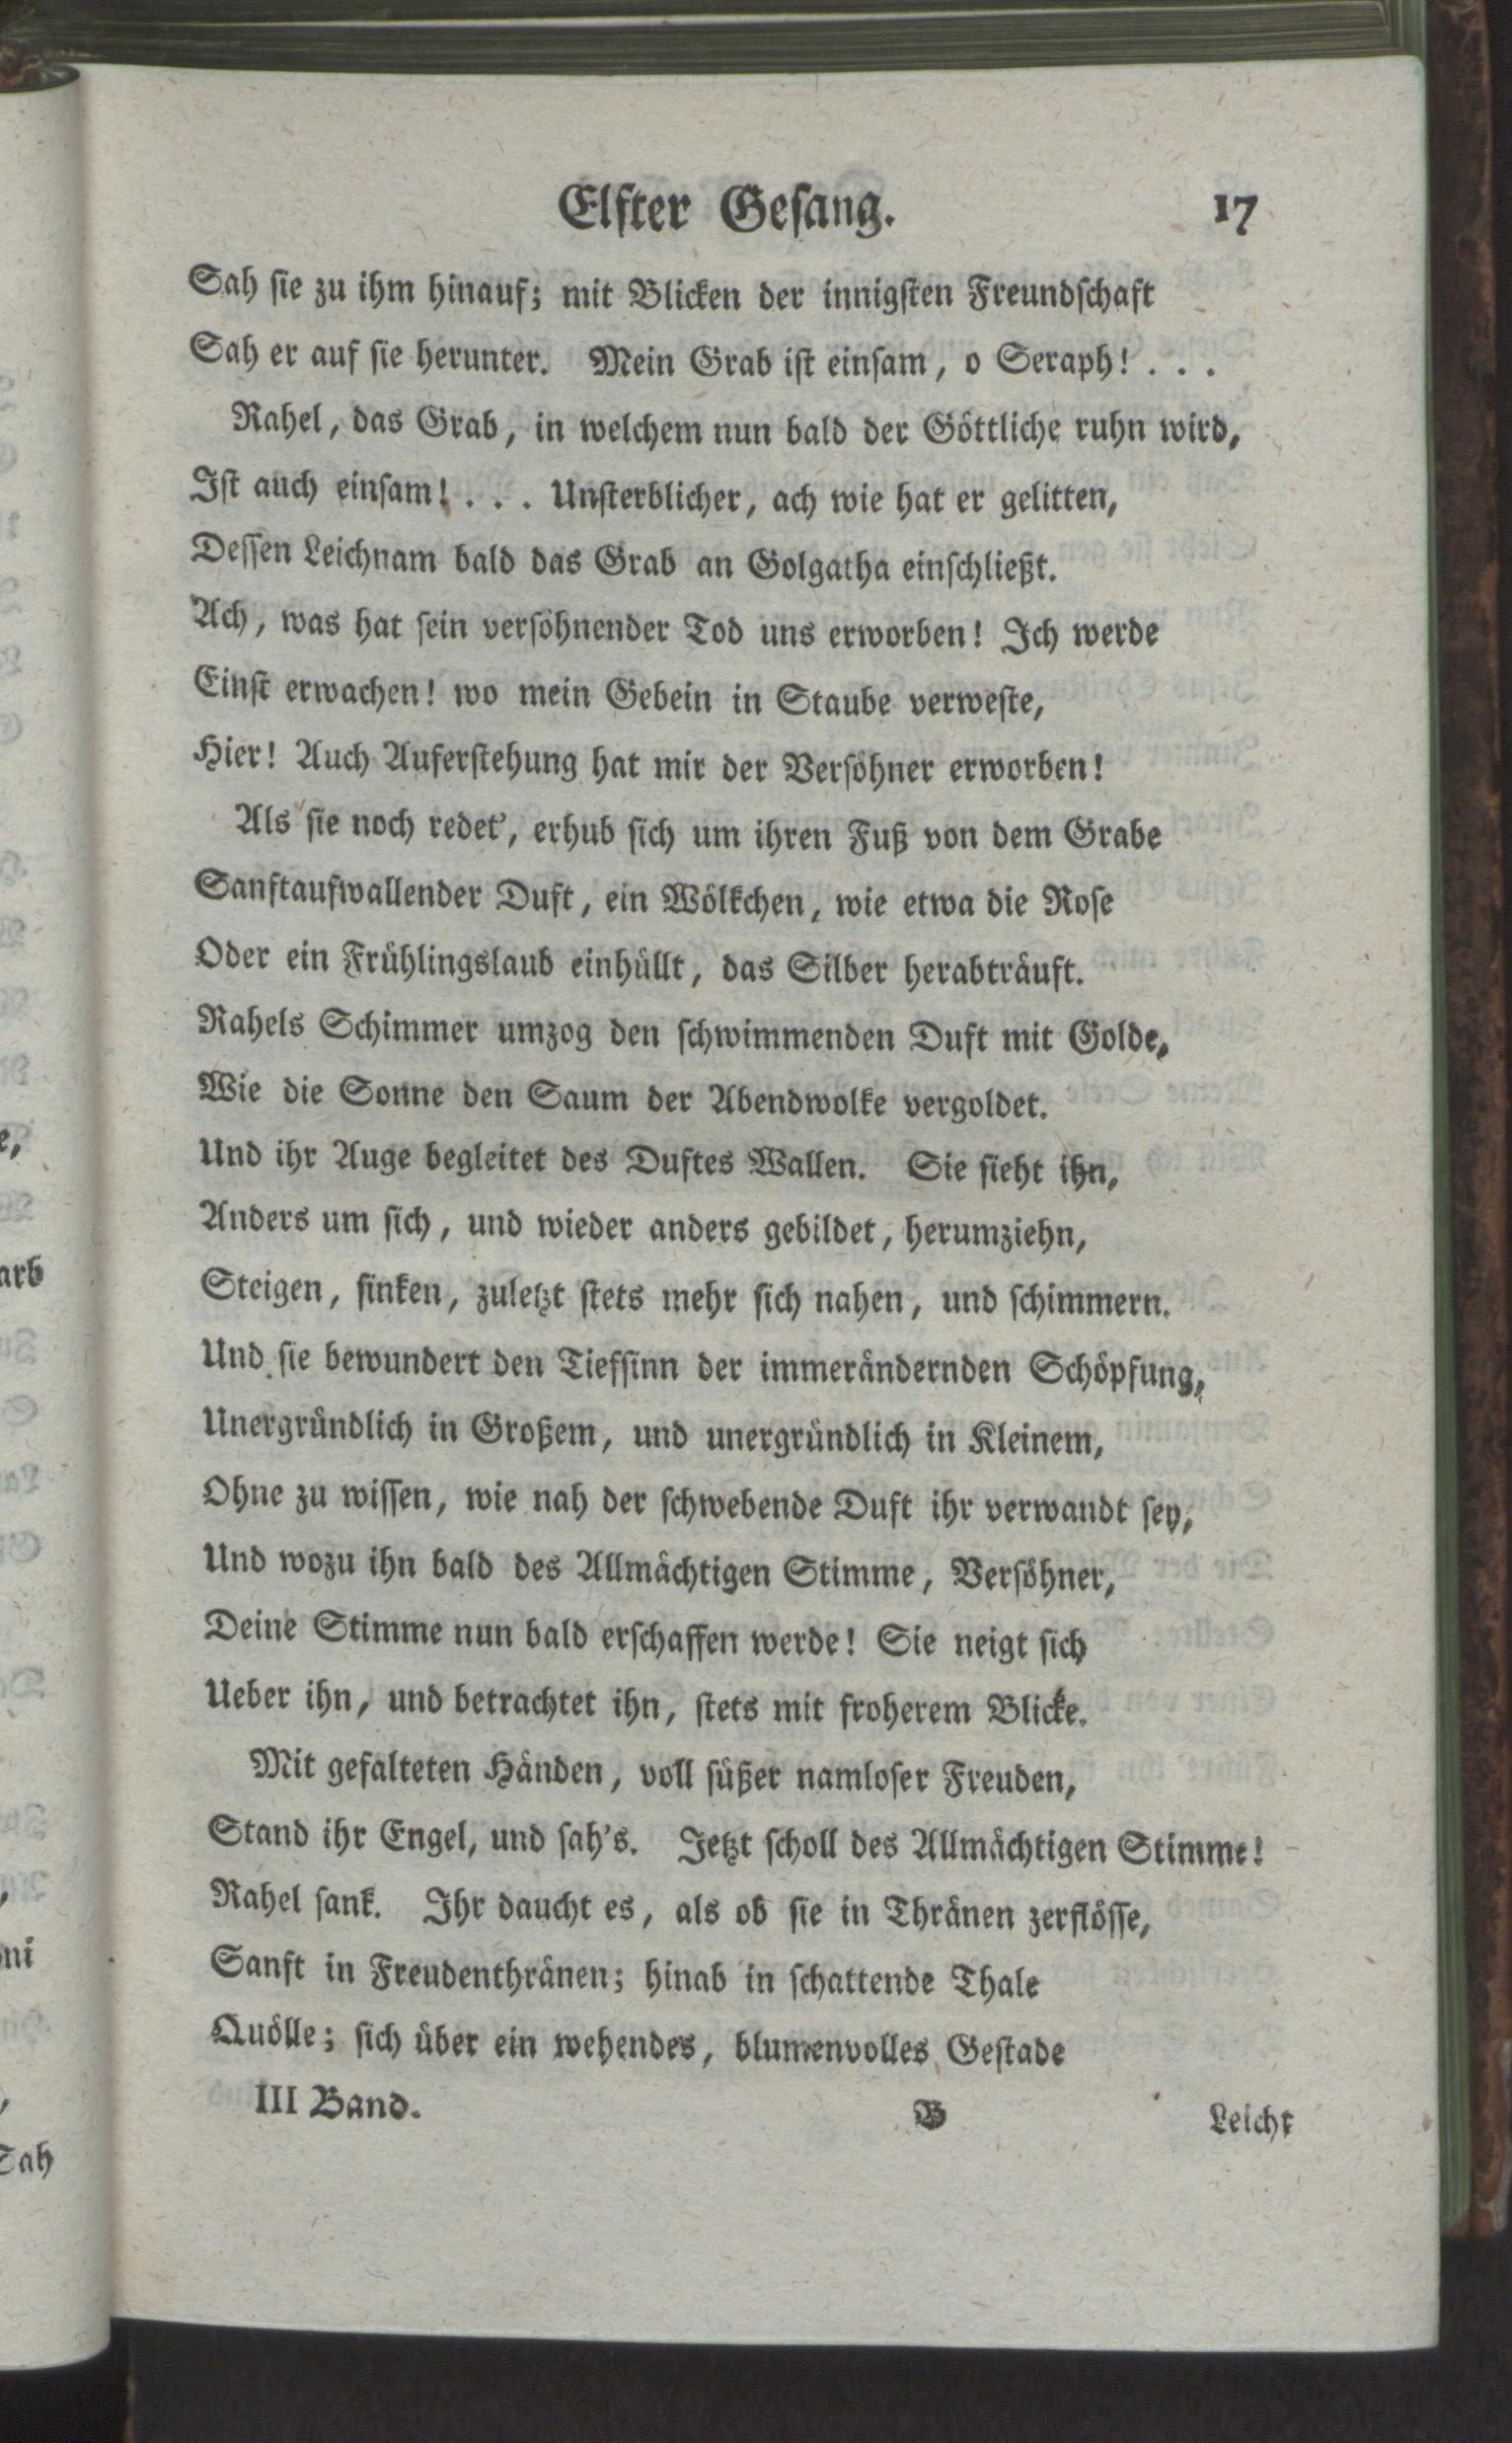 Elfter Gesang. 17
Sah sie zu ihm hinauf; mit Blicken der innigsten Freundschaft
Sah er auf sie herunter. Mein Grab ist einsam, o Seraph! . . .
Rahel, das Grab, in welchem nun bald der Göttliche ruhn wird,
Ist auch einsam! . . . Unsterblicher, ach wie hat er gelitten,
Dessen Leichnam bald das Grab an Golgatha einschließt.
Ach, was hat sein versöhnender Tod uns erworben! Ich werde
Einst erwachen! wo mein Gebein in Staube verweste,
Hier! Auch Auferstehung hat mir der Versöhner erworben!
Als sie noch redet', erhub sich um ihren Fuß von dem Grabe
Sanftaufwallender Duft, ein Wölkchen, wie etwa die Rose
Oder ein Frühlingslaub einhüllt, das Silber herabträuft.
Rahels Schimmer umzog den schwimmenden Duft mit Golde,
Wie die Sonne den Saum der Abendwolke vergoldet.
Und ihr Auge begleitet des Duftes Wallen. Sie sieht ihn,
Anders um sich, und wieder anders gebildet, herumziehn,
Steigen, sinken, zuletzt stets mehr sich nahen, und schimmern.
Und sie bewundert den Tiefsinn der immerändernden Schöpfung,
Unergründlich in Großem, und unergründlich in Kleinem,
Ohne zu wissen, wie nah der schwebende Duft ihr verwandt sey,
Und wozu ihn bald des Allmächtigen Stimme, Versöhner,
Deine Stimme nun bald erschaffen werde! Sie neigt sich
Ueber ihn, und betrachtet ihn, stets mit froherem Blicke.
Mit gefalteten Händen, voll süßer namloser Freuden,
Stand ihr Engel, und sah's. Jetzt scholl des Allmächtigen Stimme!
Rahel sank. Ihr daucht es, als ob sie in Thränen zerflösse,
Sanft in Freudenthränen; hinab in schattende Thale
Quölle; sich über ein wehendes, blumenvolles Gestade
III Band. B Leicht